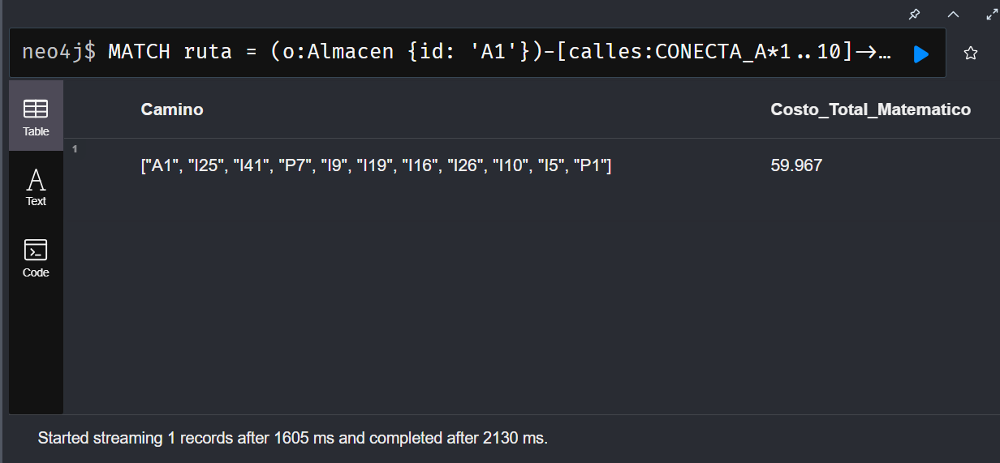 neo4j$ MATCH ruta = (o:Almacen {id: 'A1'})-[calles:CONECTA_A*1..10]->…
Table
Text
Code
Camino
Costo_Total_Matematico
1
["A1", "I25", "I41", "P7", "I9", "I19", "I16", "I26", "I10", "I5", "P1"]
59.967
Started streaming 1 records after 1605 ms and completed after 2130 ms.